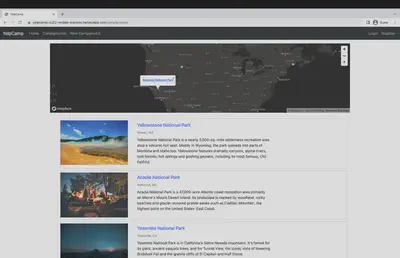 YelpCamp
YelpCamp Home Campgrounds New Campground Login Register
mapbox
Yellowstone National Park
Yellowstone National Park is a nearly 3,500-sq.-mile wilderness recreation area
atop a volcanic hot spot. Mostly in Wyoming, the park spreads into parts of
Montana and Idaho too. Yellowstone features dramatic canyons, alpine rivers,
lush forests, hot springs and gushing geysers, including its most famous, Old
Faithful.
Acadia National Park
Acadia National Park is a 47,000-acre Atlantic coast recreation area primarily
on Maine's Mount Desert Island. Its landscape is marked by woodland, rocky
beaches and glacier-scoured granite peaks such as Cadillac Mountain, the
highest point on the United States' East Coast.
Yosemite National Park
Yosemite National Park is in California's Sierra Nevada mountains. It's famed for
its giant, ancient sequoia trees, and for Tunnel View, the iconic vista of towering
Bridalveil Fall and the granite cliffs of El Capitan and Half Dome.